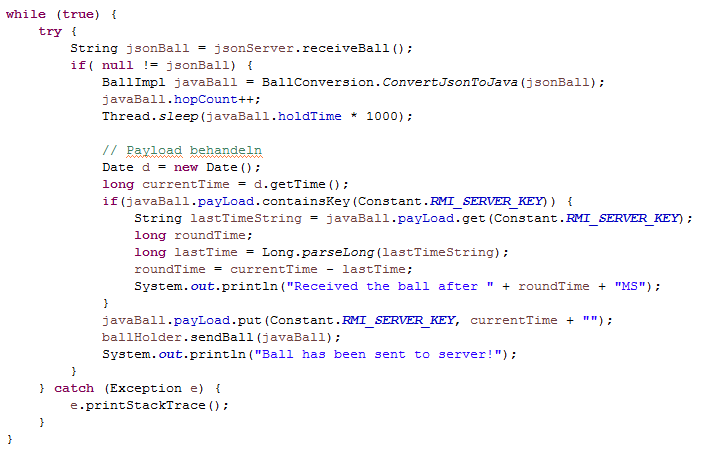 while (true) {
    try {
        String jsonBall = jsonServer.receiveBall();
        if( null != jsonBall) {
            BallImpl javaBall = BallConversion.ConvertJsonToJava(jsonBall);
            javaBall.hopCount++;
            Thread.sleep(javaBall.holdTime * 1000);

            // Payload behandeln
            Date d = new Date();
            long currentTime = d.getTime();
            if(javaBall.payLoad.containsKey(Constant.RMI_SERVER_KEY)) {
                String lastTimeString = javaBall.payLoad.get(Constant.RMI_SERVER_KEY);
                long roundTime;
                long lastTime = Long.parseLong(lastTimeString);
                roundTime = currentTime - lastTime;
                System.out.println("Received the ball after " + roundTime + "MS");
            }
            javaBall.payLoad.put(Constant.RMI_SERVER_KEY, currentTime + "");
            ballHolder.sendBall(javaBall);
            System.out.println("Ball has been sent to server!");
        }
    } catch (Exception e) {
        e.printStackTrace();
    }
}